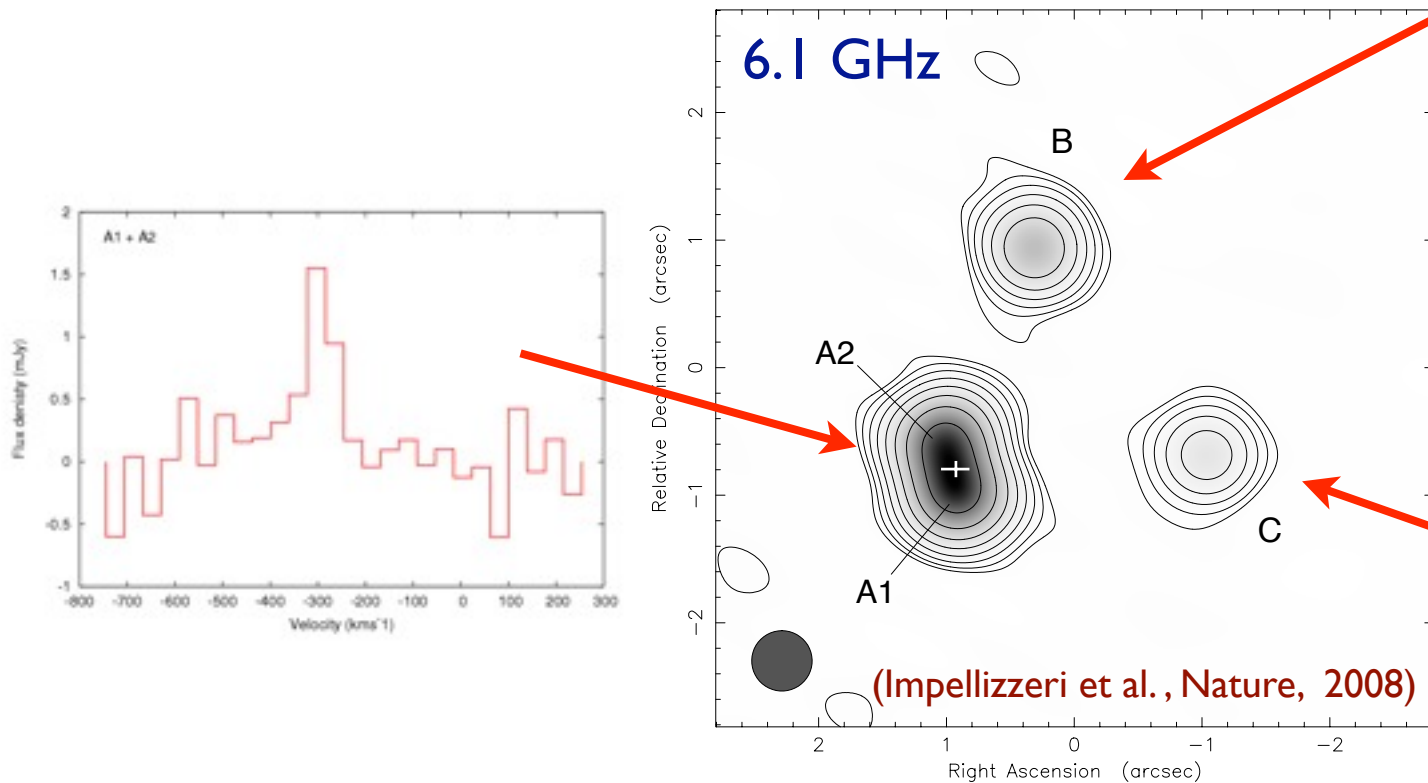 A1 + A2
2
1.5
1
0.5
0
-0.5
-1
Flux denisty (mJy)
-800 -700 -600 -500 -400 -300 -200 -100 0 100 200 300
Velocity (kms^-1)
6.1 GHz
B
A2
A1
C
(Impellizzeri et al., Nature, 2008)
2
1
0
−1
−2
Relative Declination (arcsec)
2 1 0 −1 −2
Right Ascension (arcsec)